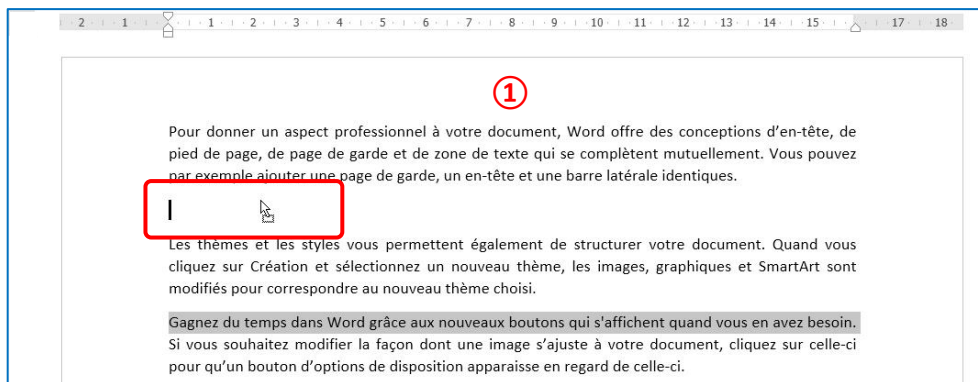 2 1 1 2 3 4 5 6 7 8 9 10 11 12 13 14 15 17 18
①
Pour donner un aspect professionnel à votre document, Word offre des conceptions d’en-tête, de
pied de page, de page de garde et de zone de texte qui se complètent mutuellement. Vous pouvez
par exemple ajouter une page de garde, un en-tête et une barre latérale identiques.
Les thèmes et les styles vous permettent également de structurer votre document. Quand vous
cliquez sur Création et sélectionnez un nouveau thème, les images, graphiques et SmartArt sont
modifiés pour correspondre au nouveau thème choisi.
Gagnez du temps dans Word grâce aux nouveaux boutons qui s'affichent quand vous en avez besoin.
Si vous souhaitez modifier la façon dont une image s’ajuste à votre document, cliquez sur celle-ci
pour qu’un bouton d’options de disposition apparaisse en regard de celle-ci.